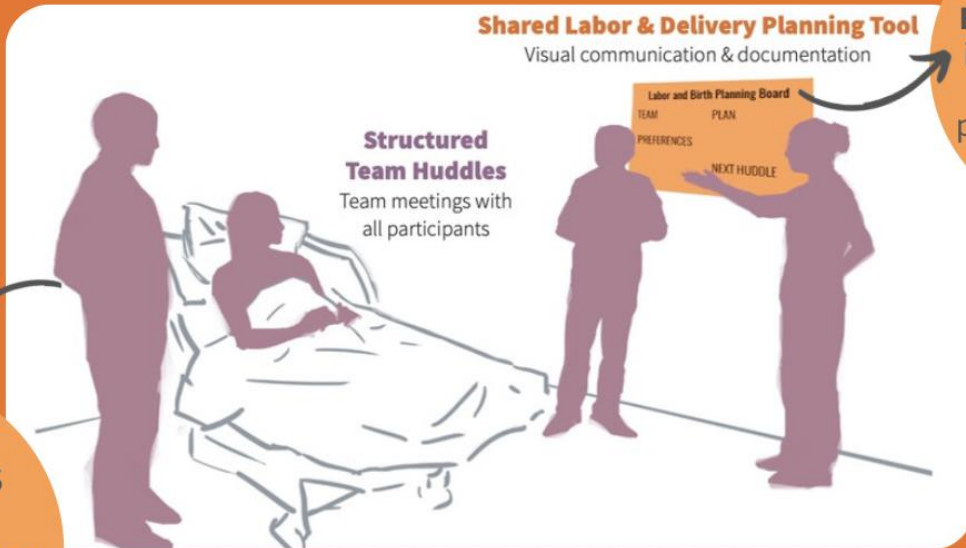 Shared Labor & Delivery Planning Tool
Visual communication & documentation
Labor and Birth Planning Board
TEAM PLAN
PREFERENCES
NEXT HUDDLE
Structured
Team Huddles
Team meetings with
all participants